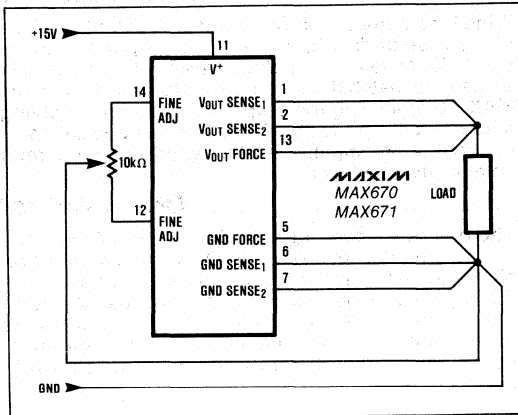 +15V
11
V+
14
FINE
ADJ
1
VOUT SENSE1
2
VOUT SENSE2
13
VOUT FORCE
10kΩ
MAXIM
MAX670
MAX671
LOAD
12
FINE
ADJ
5
GND FORCE
6
GND SENSE1
7
GND SENSE2
GND